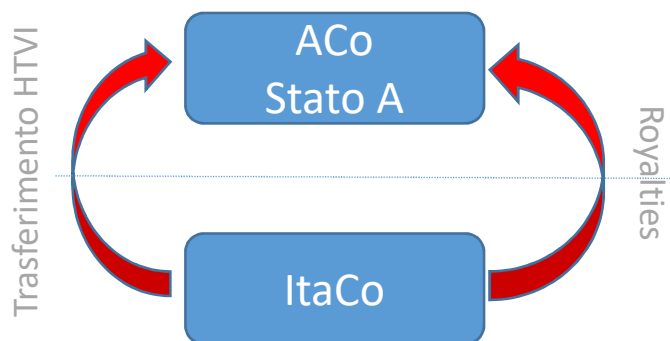 Trasferimento HTVI
ACo
Stato A
Royalties
ItaCo